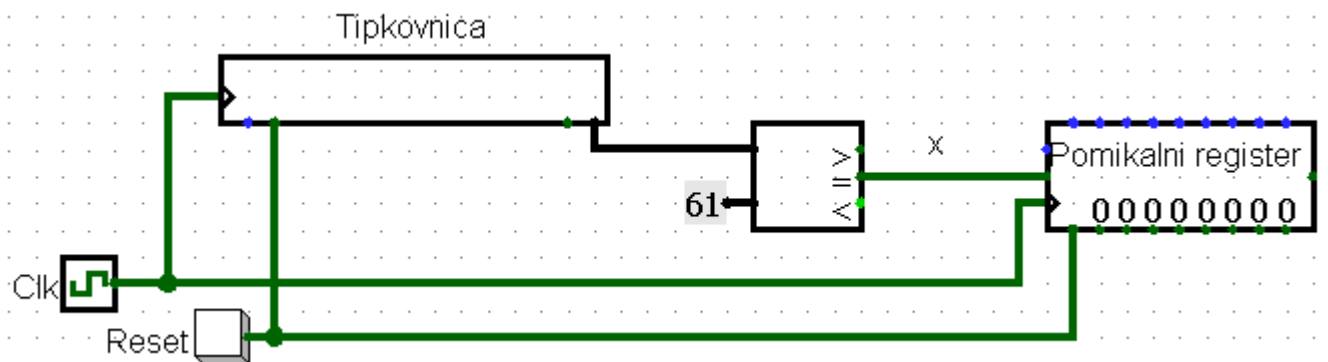 Tipkovnica
>
=
<
x
61
Pomikalni register
0 0 0 0 0 0 0 0
Clk
Reset